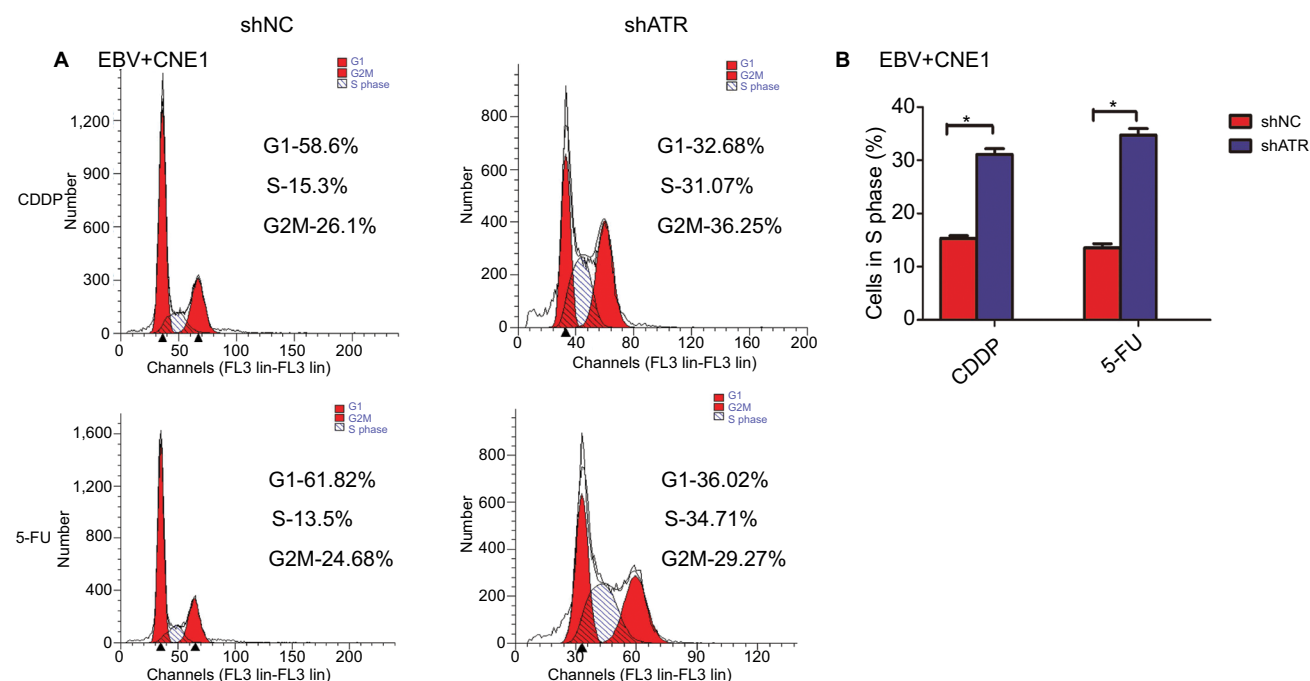 shNC
shATR
A
EBV+CNE1
G1
G2M
S phase
CDDP
Number
1,200
900
600
300
0
G1-58.6%
S-15.3%
G2M-26.1%
0
50
100
150
200
Channels (FL3 lin-FL3 lin)
G1
G2M
S phase
Number
800
600
400
200
0
G1-32.68%
S-31.07%
G2M-36.25%
0
40
80
120
160
200
Channels (FL3 lin-FL3 lin)
G1
G2M
S phase
5-FU
Number
1,600
1,200
800
400
0
G1-61.82%
S-13.5%
G2M-24.68%
0
50
100
150
200
Channels (FL3 lin-FL3 lin)
G1
G2M
S phase
Number
800
600
400
200
0
G1-36.02%
S-34.71%
G2M-29.27%
0
30
60
90
120
Channels (FL3 lin-FL3 lin)
B
EBV+CNE1
Cells in S phase (%)
40
30
20
10
0
*
*
CDDP
5-FU
shNC
shATR